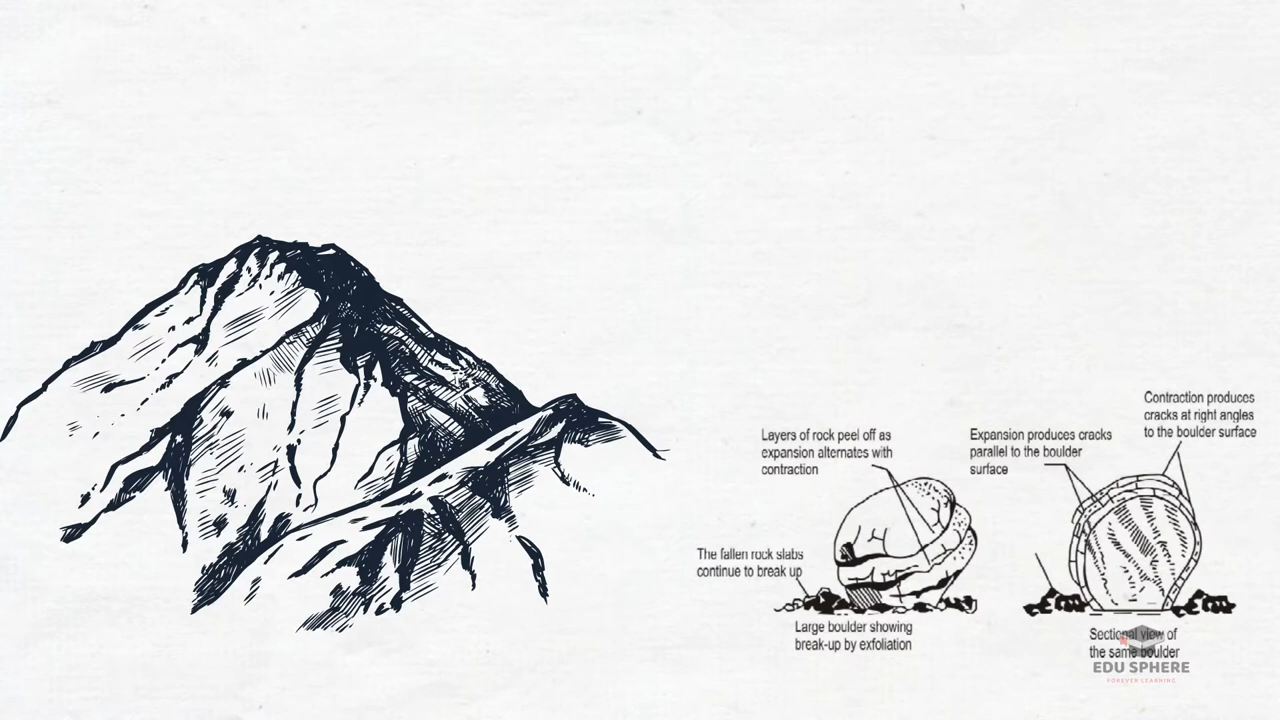 Contraction produces
cracks at right angles
to the boulder surface
Layers of rock peel off as
expansion alternates with
contraction
Expansion produces cracks
parallel to the boulder
surface
The fallen rock slabs
continue to break up
Large boulder showing
break-up by exfoliation
Sectional view of
the same boulder
EDU SPHERE
FOREVER LEARNING